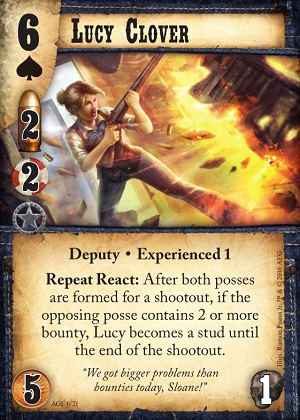 6
LUCY CLOVER
2
2
Deputy • Experienced 1
Repeat React: After both posses
are formed for a shootout, if the
opposing posse contains 2 or more
bounty, Lucy becomes a stud until
the end of the shootout.
"We got bigger problems than
bounties today, Sloane!"
5
AGE 6/21
1